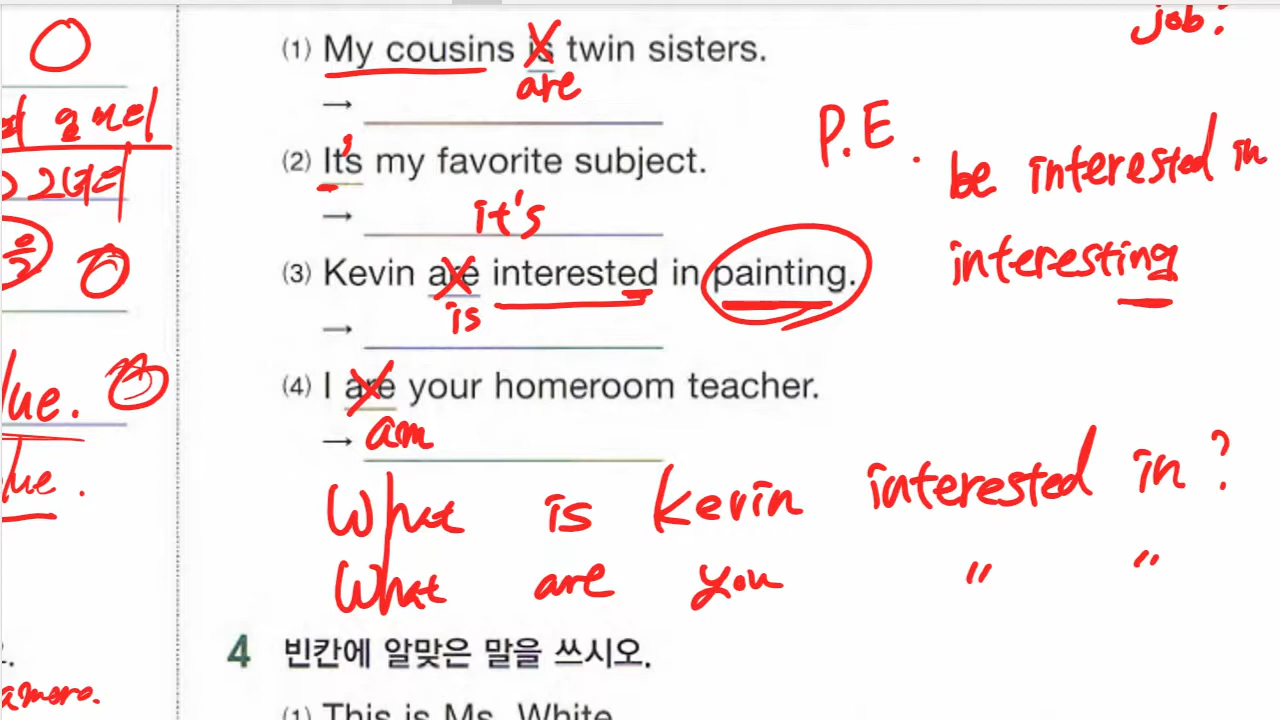 job?
(1) My cousins is twin sisters.
are
→
P.E.
(2) It's my favorite subject.
be interested in
→ it's
interesting
(3) Kevin are interested in painting.
is
→
(4) I are your homeroom teacher.
→ am
What is Kevin interested in?
What are you " "
4 빈칸에 알맞은 말을 쓰시오.
(1) This is Ms. White.